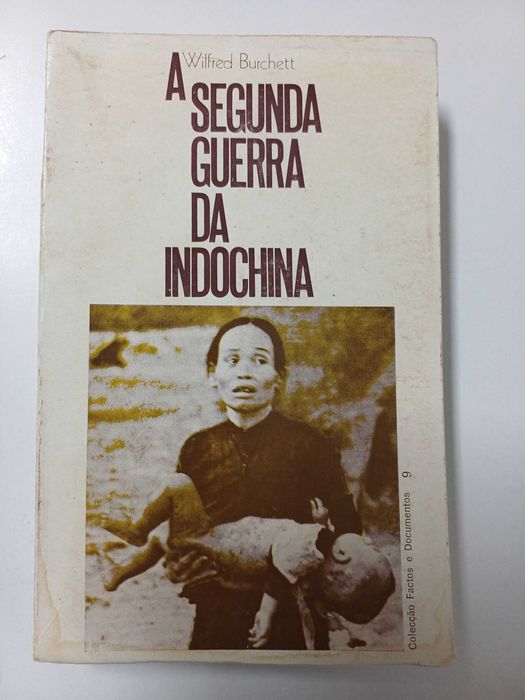 Wilfred Burchett
A SEGUNDA
GUERRA
DA
INDOCHINA
Colecção Factos e Documentos 9